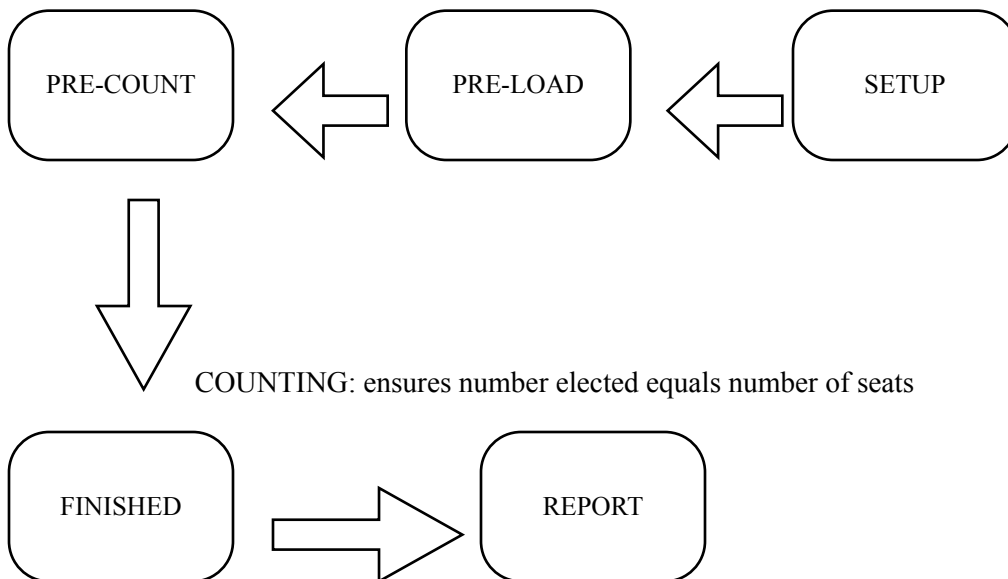 PRE-COUNT
PRE-LOAD
SETUP
COUNTING: ensures number elected equals number of seats
FINISHED
REPORT